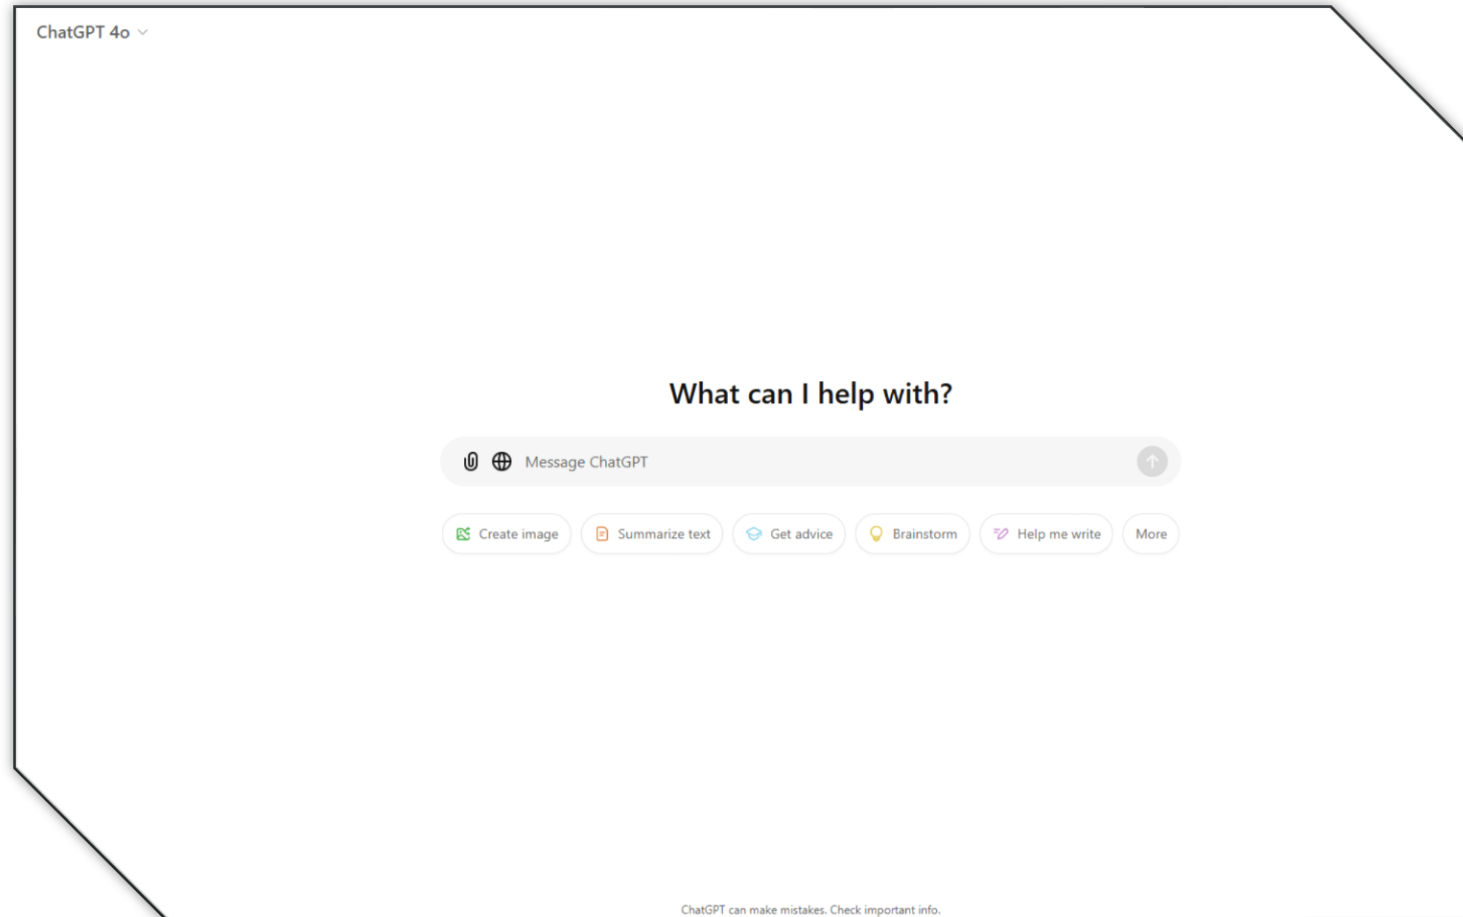 ChatGPT 4o
What can I help with?
Message ChatGPT
Create image Summarize text Get advice Brainstorm Help me write More
ChatGPT can make mistakes. Check important info.